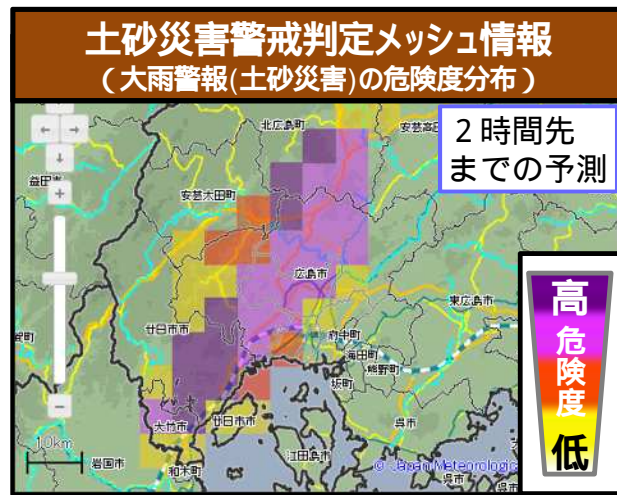 土砂災害警戒判定メッシュ情報
(大雨警報(土砂災害)の危険度分布)
2時間先
までの予測
北広島町
安芸高田
益田市
安芸太田町
広島市
東広島市
廿日市市
府中町
海田町
熊野町
坂町
呉市
大竹市
廿日市市
江田島市
岩国市
和木町
10km
© Japan Meteorologic
高
危険度
低